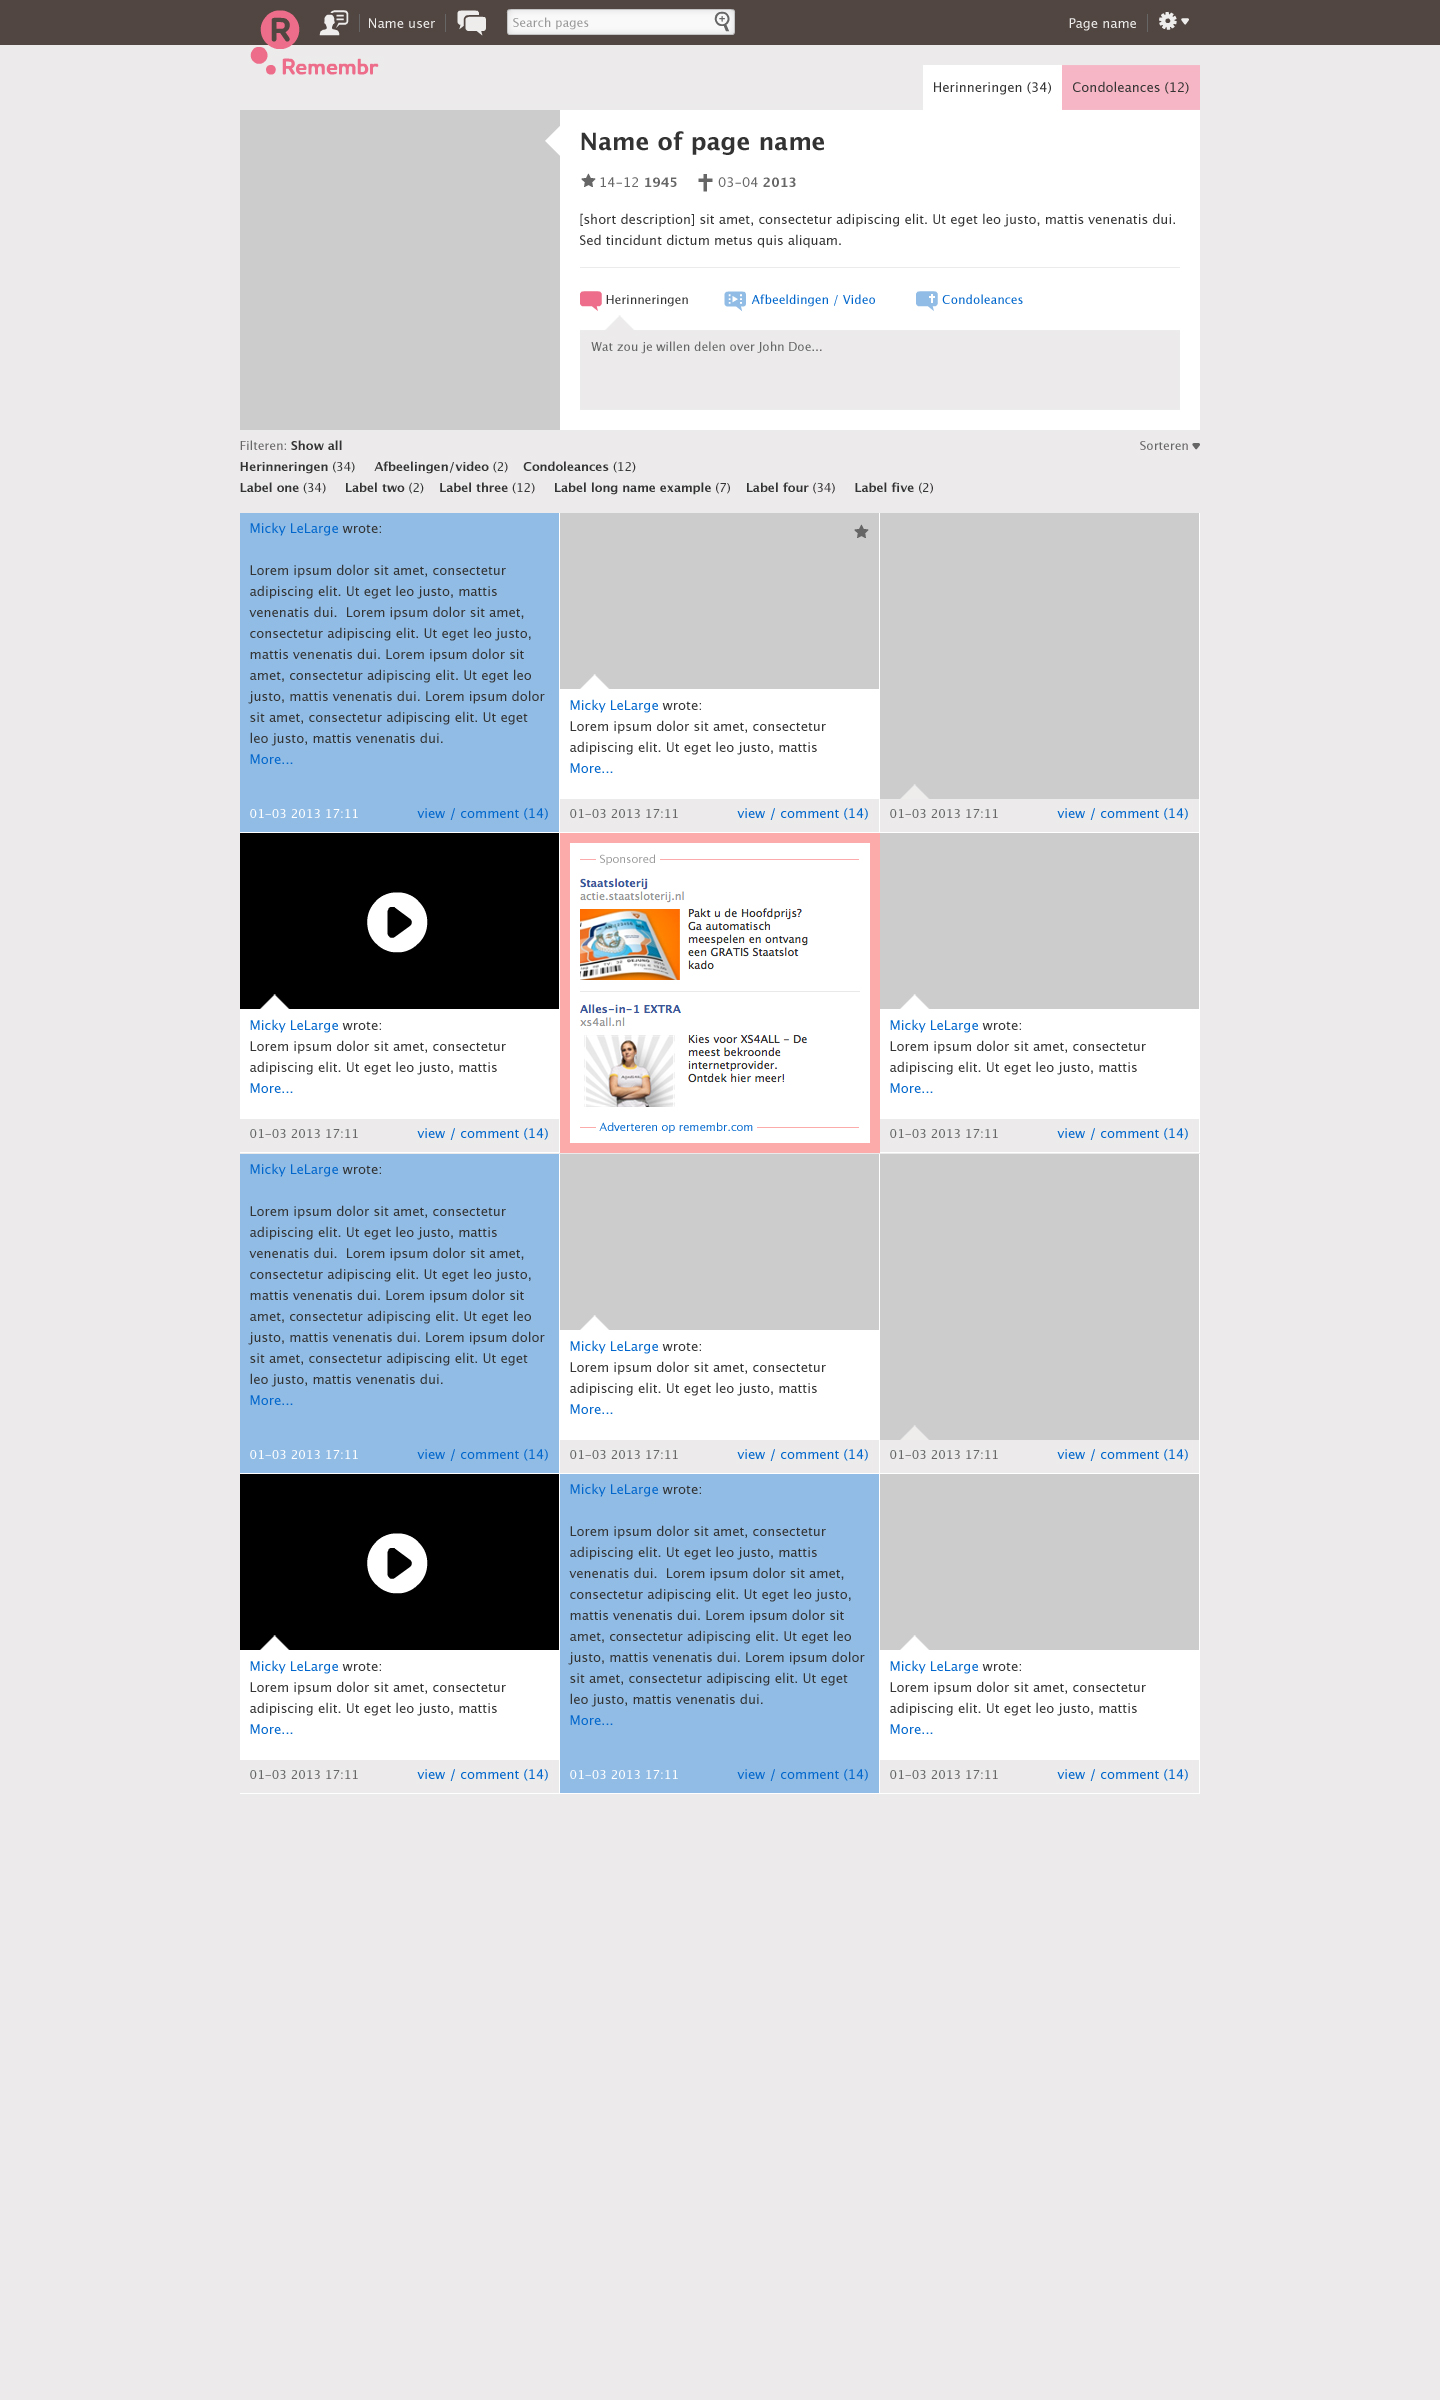 R
Name user
Search pages
Page name
Remembr
Herinneringen (34)
Condoleances (12)
Name of page name
14-12 1945
03-04 2013
[short description] sit amet, consectetur adipiscing elit. Ut eget leo justo, mattis venenatis dui.
Sed tincidunt dictum metus quis aliquam.
Herinneringen
Afbeeldingen / Video
Condoleances
Wat zou je willen delen over John Doe...
Filteren: Show all
Sorteren
Herinneringen (34) Afbeelingen/video (2) Condoleances (12)
Label one (34) Label two (2) Label three (12) Label long name example (7) Label four (34) Label five (2)
Micky LeLarge wrote:
Lorem ipsum dolor sit amet, consectetur
adipiscing elit. Ut eget leo justo, mattis
venenatis dui.  Lorem ipsum dolor sit amet,
consectetur adipiscing elit. Ut eget leo justo,
mattis venenatis dui. Lorem ipsum dolor sit
amet, consectetur adipiscing elit. Ut eget leo
justo, mattis venenatis dui. Lorem ipsum dolor
sit amet, consectetur adipiscing elit. Ut eget
leo justo, mattis venenatis dui.
More...
01-03 2013 17:11
view / comment (14)
Micky LeLarge wrote:
Lorem ipsum dolor sit amet, consectetur
adipiscing elit. Ut eget leo justo, mattis
More...
01-03 2013 17:11
view / comment (14)
01-03 2013 17:11
view / comment (14)
Micky LeLarge wrote:
Lorem ipsum dolor sit amet, consectetur
adipiscing elit. Ut eget leo justo, mattis
More...
01-03 2013 17:11
view / comment (14)
Sponsored
Staatsloterij
actie.staatsloterij.nl
Pakt u de Hoofdprijs?
Ga automatisch
meespelen en ontvang
een GRATIS Staatslot
kado
Alles-in-1 EXTRA
xs4all.nl
Kies voor XS4ALL - De
meest bekroonde
internetprovider.
Ontdek hier meer!
Adverteren op remembr.com
Micky LeLarge wrote:
Lorem ipsum dolor sit amet, consectetur
adipiscing elit. Ut eget leo justo, mattis
More...
01-03 2013 17:11
view / comment (14)
Micky LeLarge wrote:
Lorem ipsum dolor sit amet, consectetur
adipiscing elit. Ut eget leo justo, mattis
venenatis dui.  Lorem ipsum dolor sit amet,
consectetur adipiscing elit. Ut eget leo justo,
mattis venenatis dui. Lorem ipsum dolor sit
amet, consectetur adipiscing elit. Ut eget leo
justo, mattis venenatis dui. Lorem ipsum dolor
sit amet, consectetur adipiscing elit. Ut eget
leo justo, mattis venenatis dui.
More...
01-03 2013 17:11
view / comment (14)
Micky LeLarge wrote:
Lorem ipsum dolor sit amet, consectetur
adipiscing elit. Ut eget leo justo, mattis
More...
01-03 2013 17:11
view / comment (14)
01-03 2013 17:11
view / comment (14)
Micky LeLarge wrote:
Lorem ipsum dolor sit amet, consectetur
adipiscing elit. Ut eget leo justo, mattis
More...
01-03 2013 17:11
view / comment (14)
Micky LeLarge wrote:
Lorem ipsum dolor sit amet, consectetur
adipiscing elit. Ut eget leo justo, mattis
venenatis dui.  Lorem ipsum dolor sit amet,
consectetur adipiscing elit. Ut eget leo justo,
mattis venenatis dui. Lorem ipsum dolor sit
amet, consectetur adipiscing elit. Ut eget leo
justo, mattis venenatis dui. Lorem ipsum dolor
sit amet, consectetur adipiscing elit. Ut eget
leo justo, mattis venenatis dui.
More...
01-03 2013 17:11
view / comment (14)
Micky LeLarge wrote:
Lorem ipsum dolor sit amet, consectetur
adipiscing elit. Ut eget leo justo, mattis
More...
01-03 2013 17:11
view / comment (14)